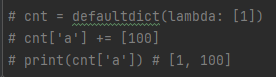 # cnt = defaultdict(lambda: [1])
# cnt['a'] += [100]
# print(cnt['a']) # [1, 100]